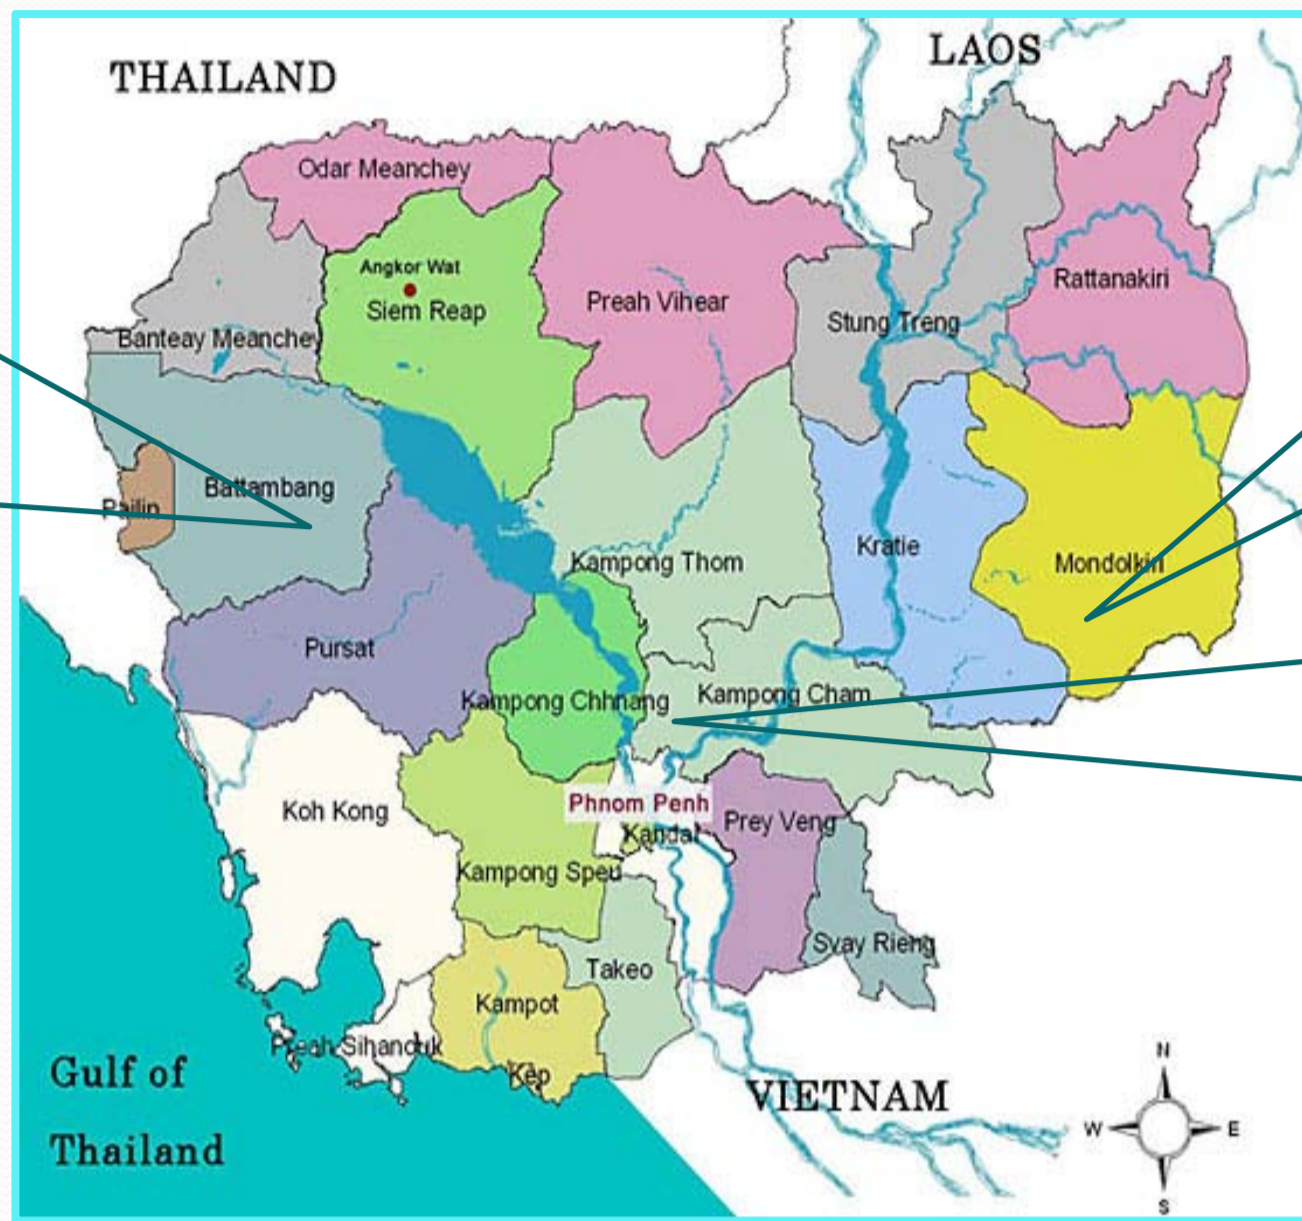 THAILAND
LAOS
Odar Meanchey
Angkor Wat
Siem Reap
Preah Vihear
Rattanakiri
Stung Treng
Banteay Meanchey
Battambang
Pailin
Kratie
Kampong Thom
Mondolkiri
Pursat
Kampong Chhnang
Kampong Cham
Koh Kong
Phnom Penh
Prey Veng
Kandal
Kampong Speu
Svay Rieng
Takeo
Kampot
Preah Sihanouk
Kep
Gulf of
Thailand
VIETNAM
N
W
E
S